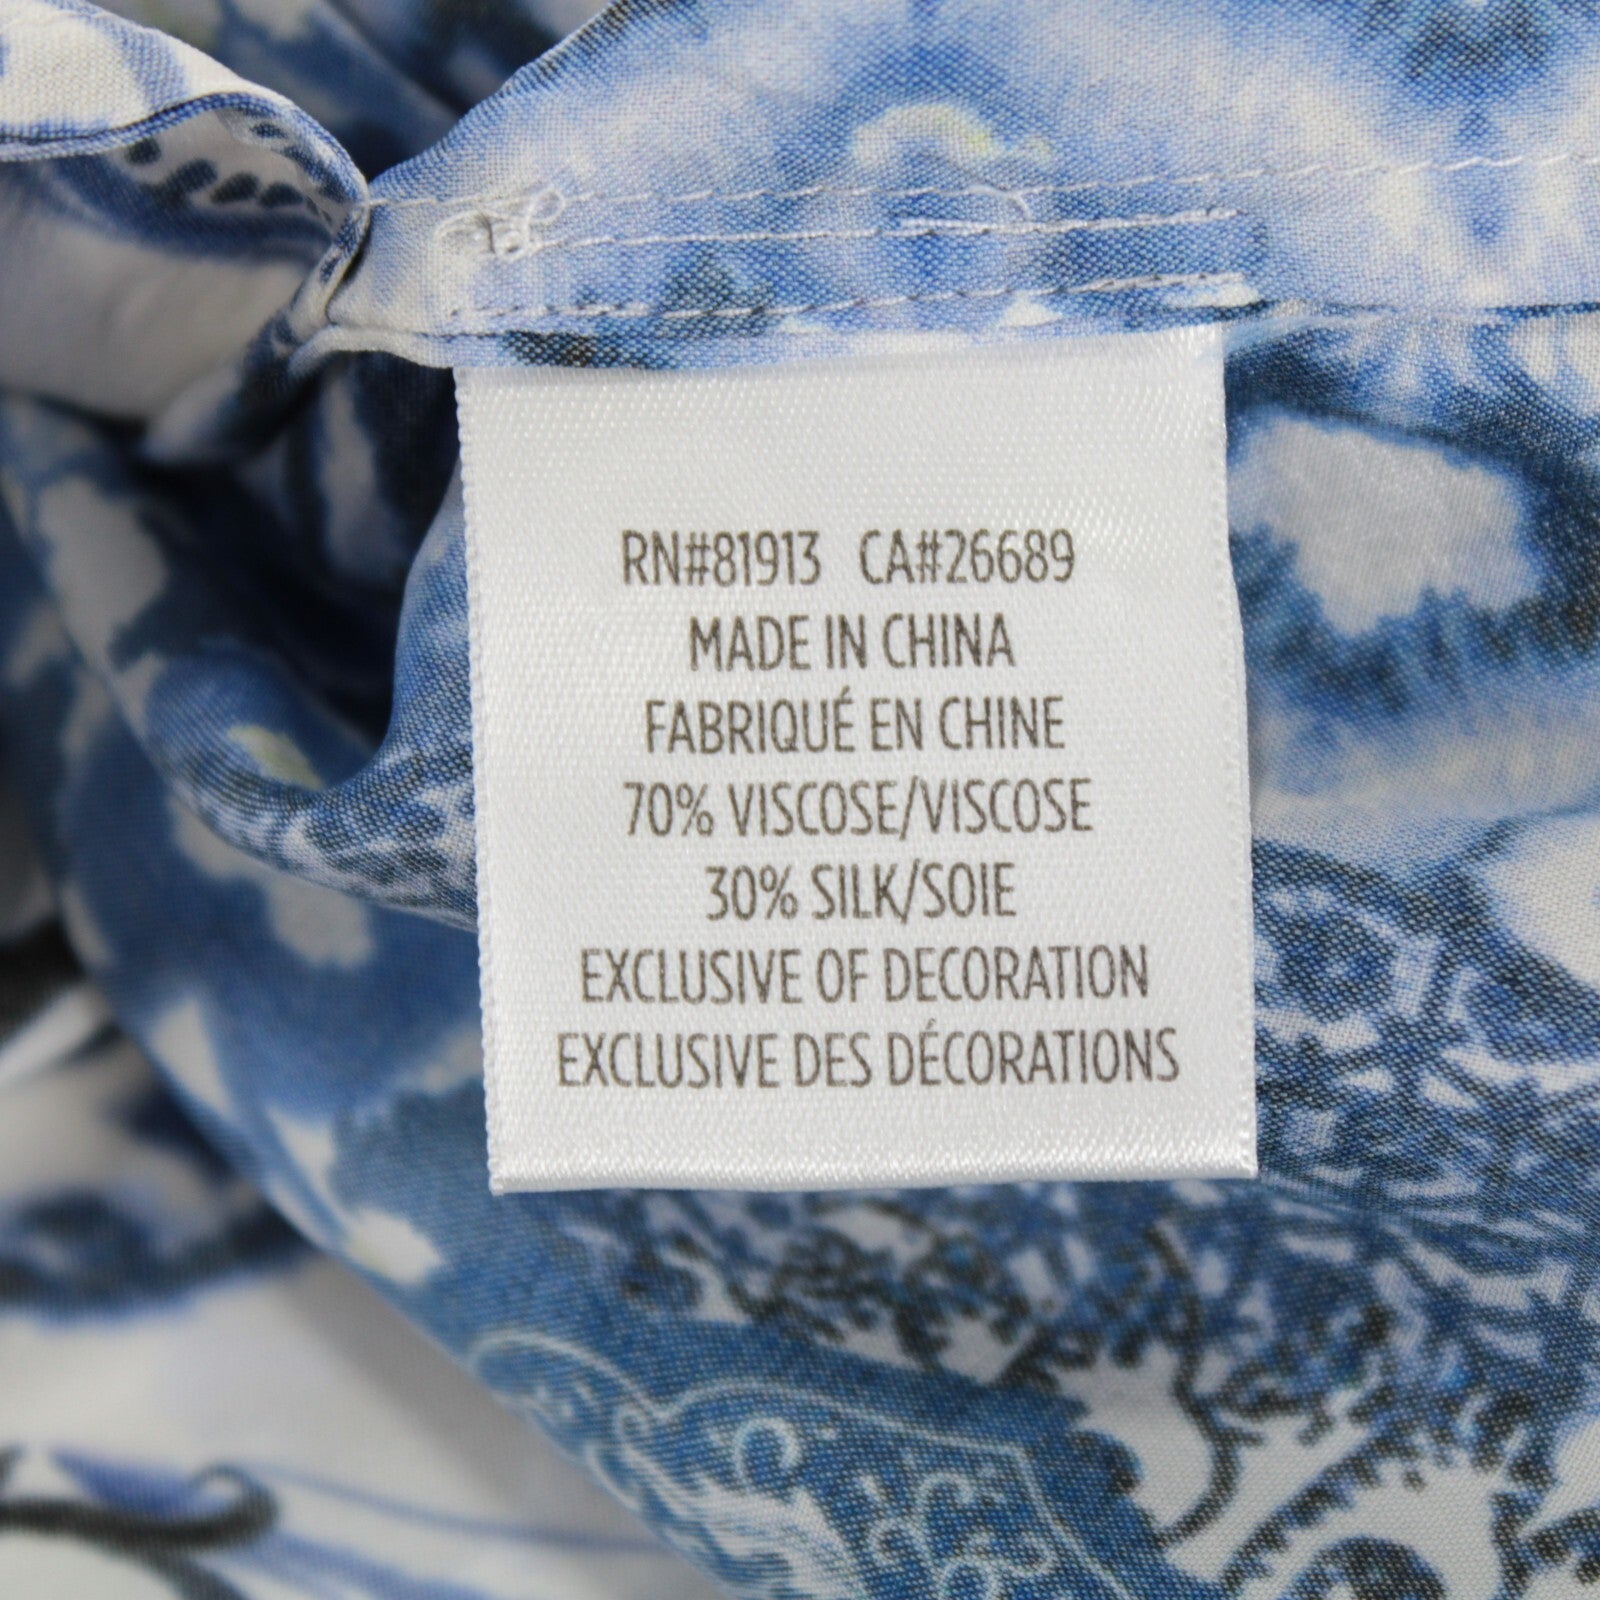 RN#81913 CA#26689
MADE IN CHINA
FABRIQUÉ EN CHINE
70% VISCOSE/VISCOSE
30% SILK/SOIE
EXCLUSIVE OF DECORATION
EXCLUSIVE DES DÉCORATIONS